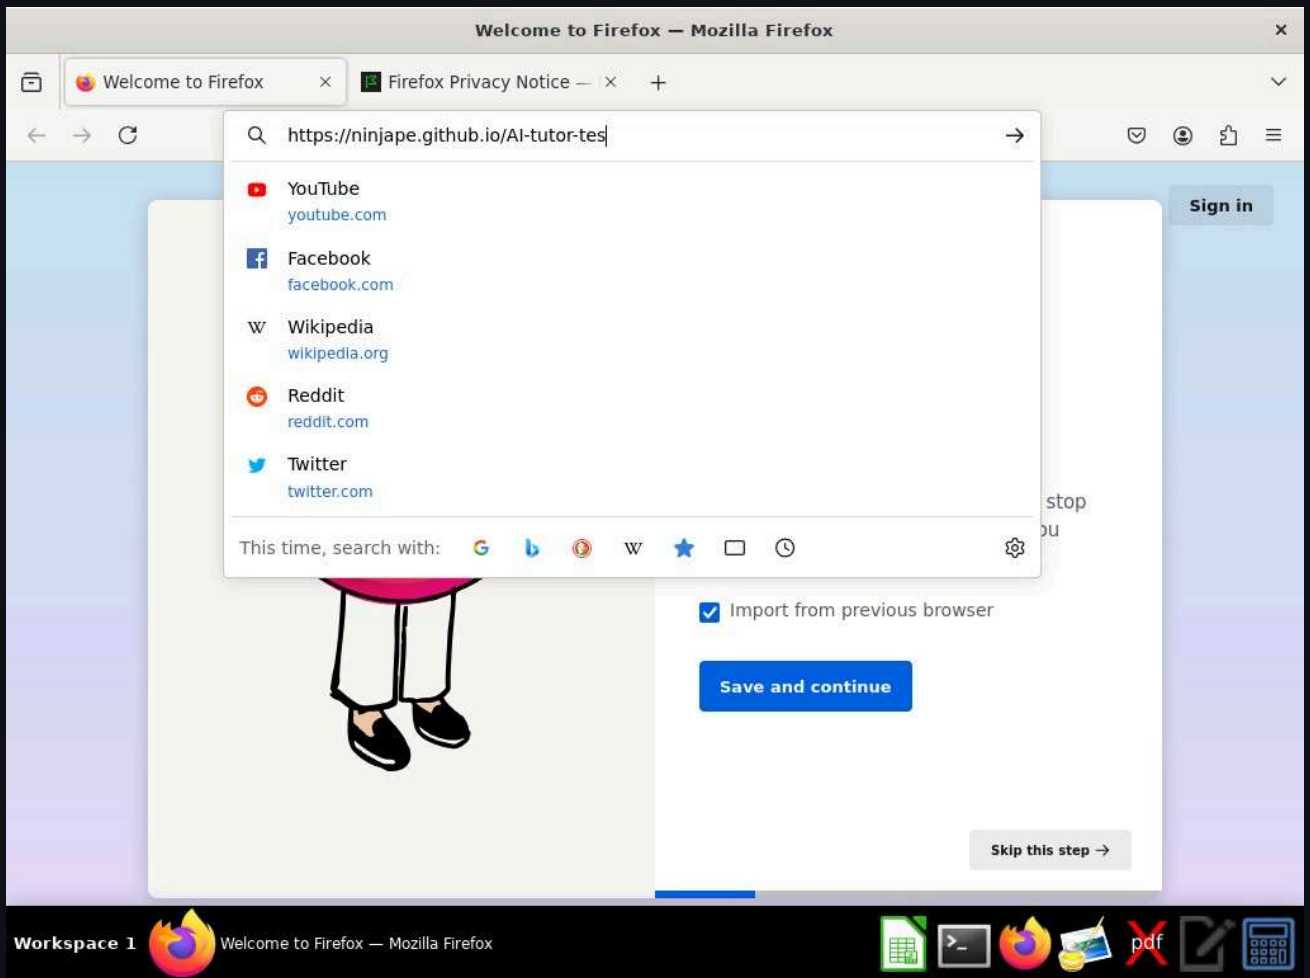 Welcome to Firefox — Mozilla Firefox
Welcome to Firefox
Firefox Privacy Notice —
https://ninjape.github.io/AI-tutor-tes
Sign in
YouTube
youtube.com
Facebook
facebook.com
W Wikipedia
wikipedia.org
Reddit
reddit.com
Twitter
twitter.com
stop
ou
This time, search with: G b W
Import from previous browser
Save and continue
Skip this step →
Workspace 1 Welcome to Firefox — Mozilla Firefox pdf